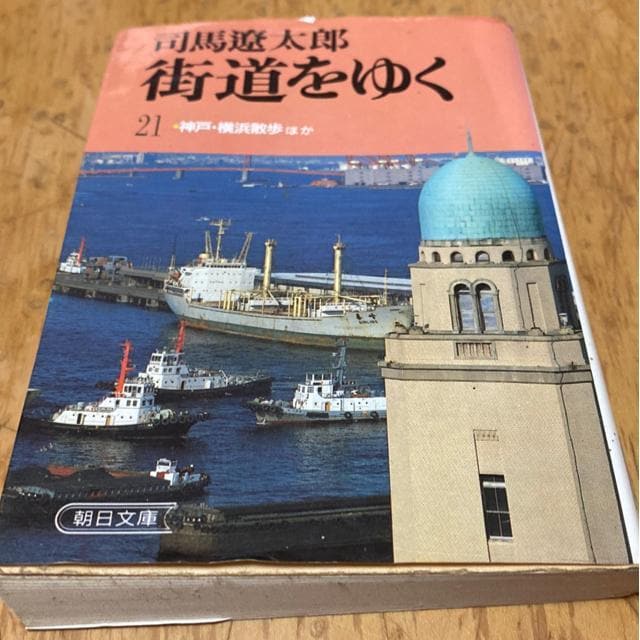 司馬遼太郎
街道をゆく
21 ・神戸・横浜散歩 ほか
朝日文庫